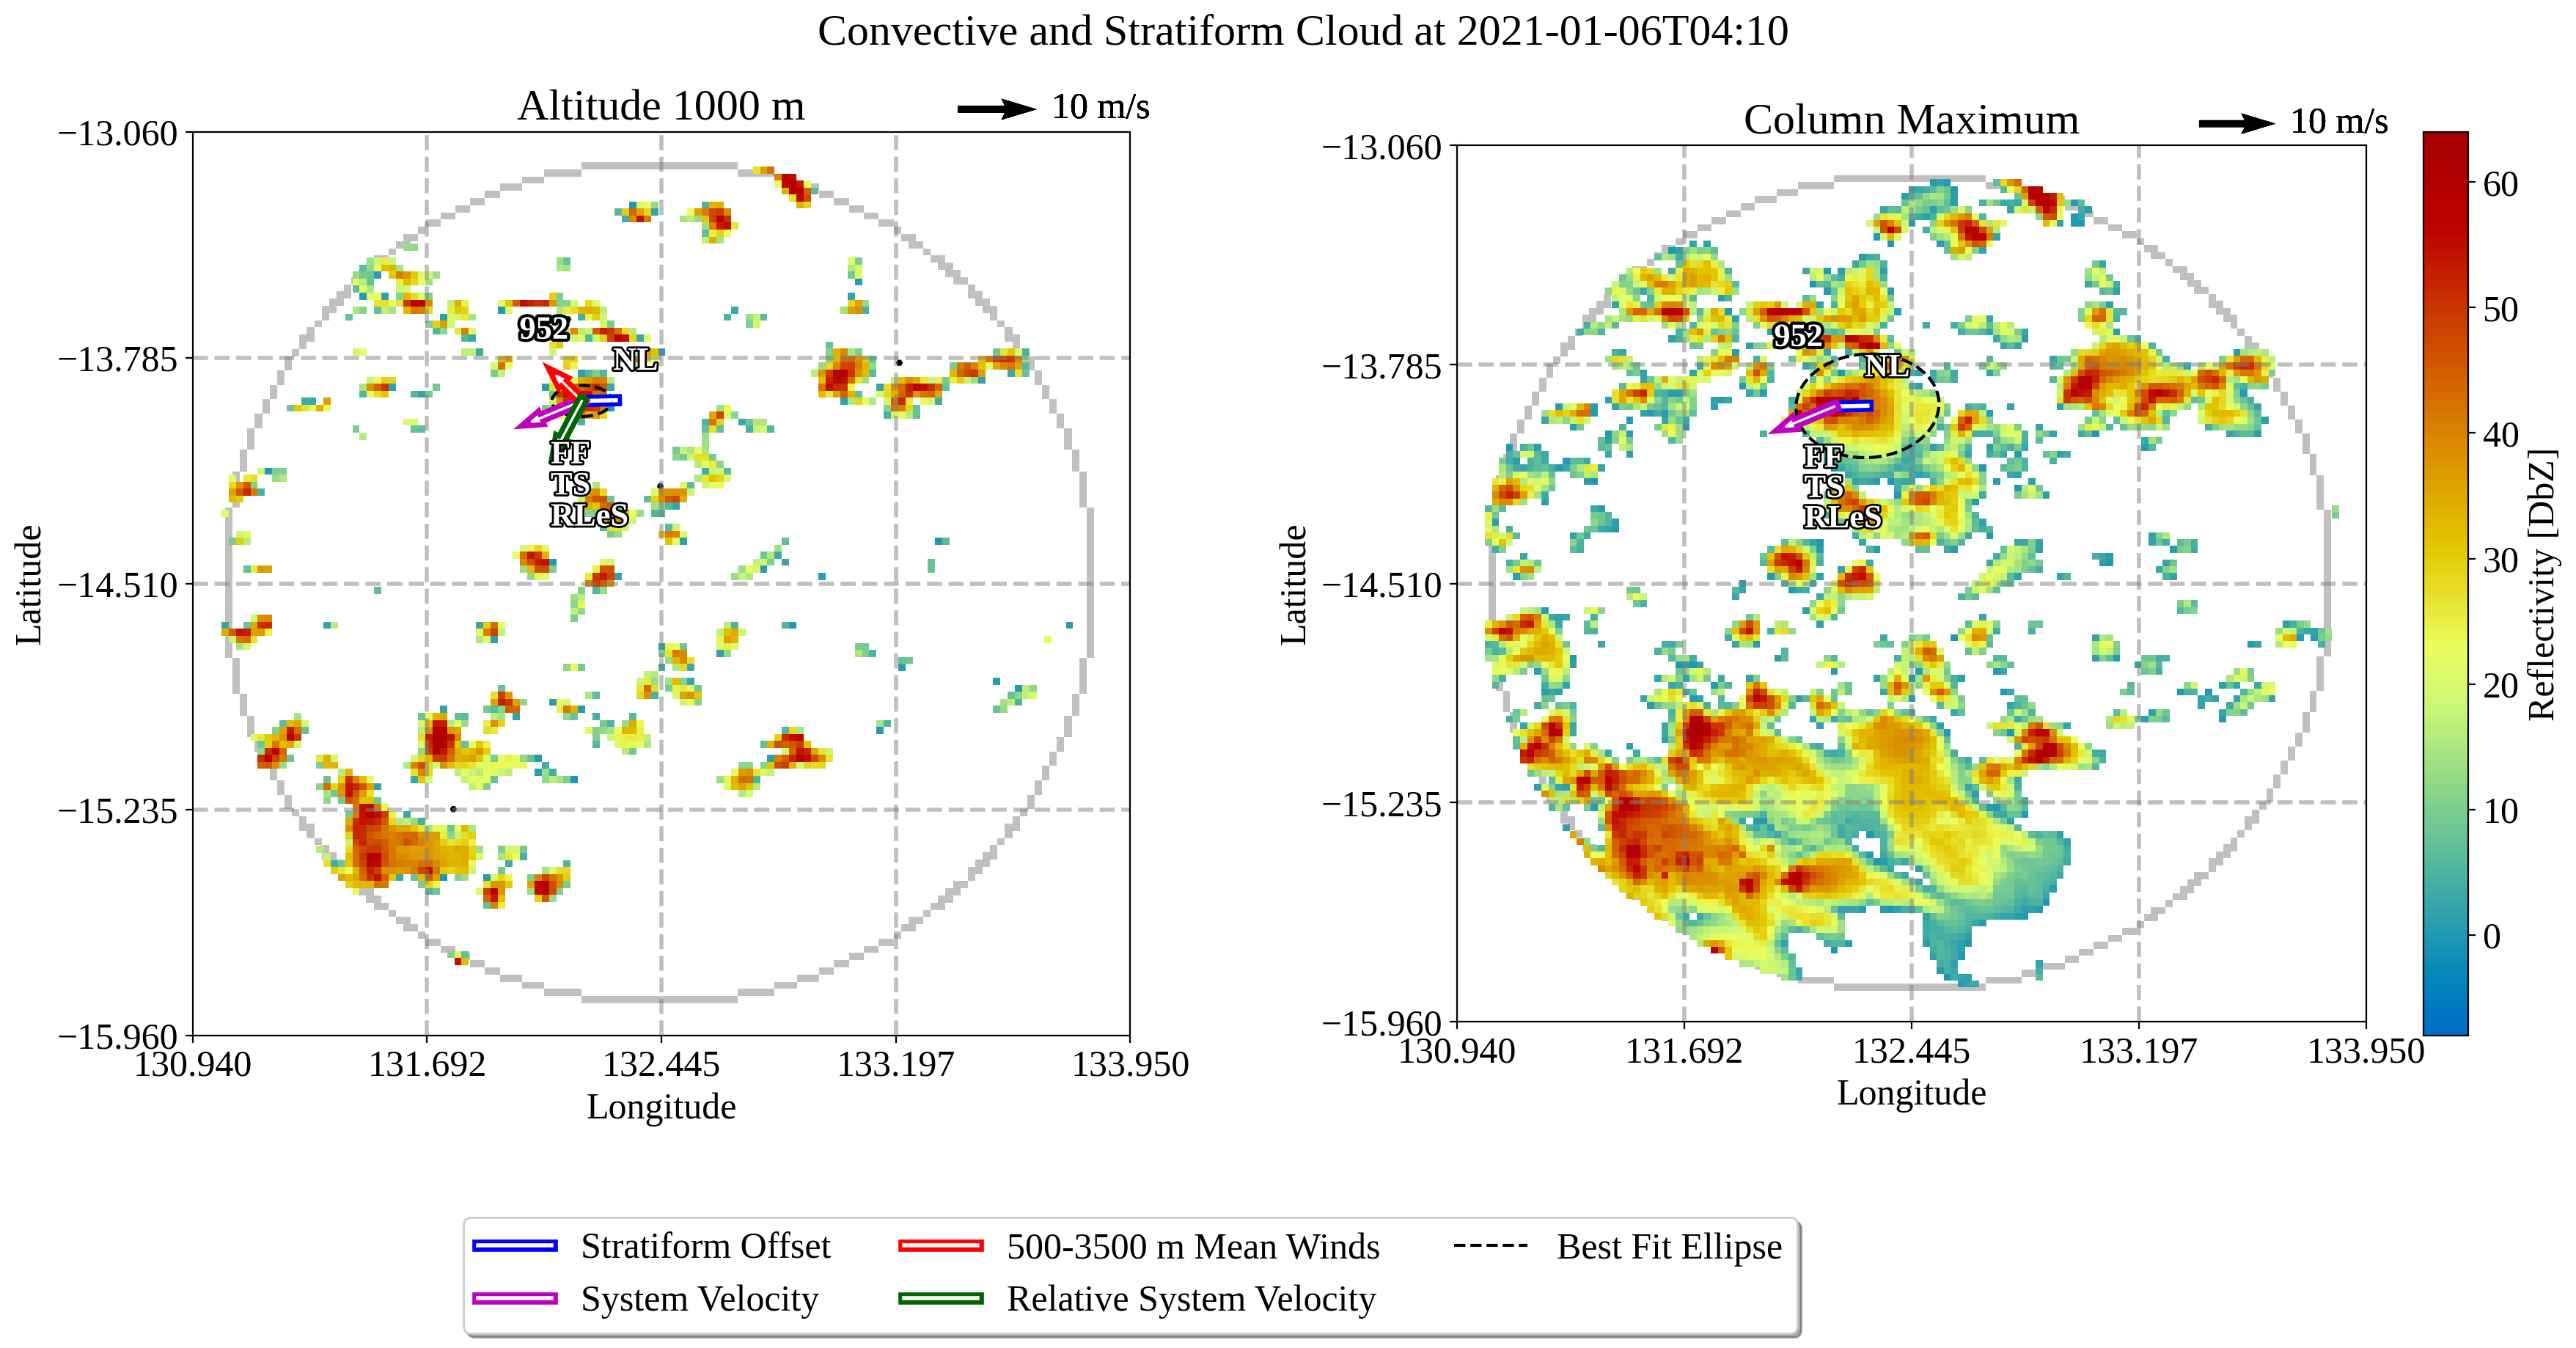 Convective and Stratiform Cloud at 2021-01-06T04:10
Altitude 1000 m
10 m/s
−13.060
−13.785
−14.510
−15.235
−15.960
Latitude
130.940
131.692
132.445
133.197
133.950
Longitude
952
NL
FF
TS
RLeS
Column Maximum
10 m/s
−13.060
−13.785
−14.510
−15.235
−15.960
Latitude
130.940
131.692
132.445
133.197
133.950
Longitude
952
NL
FF
TS
RLeS
60
50
40
30
20
10
0
Reflectivity [DbZ]
Stratiform Offset
System Velocity
500-3500 m Mean Winds
Relative System Velocity
Best Fit Ellipse